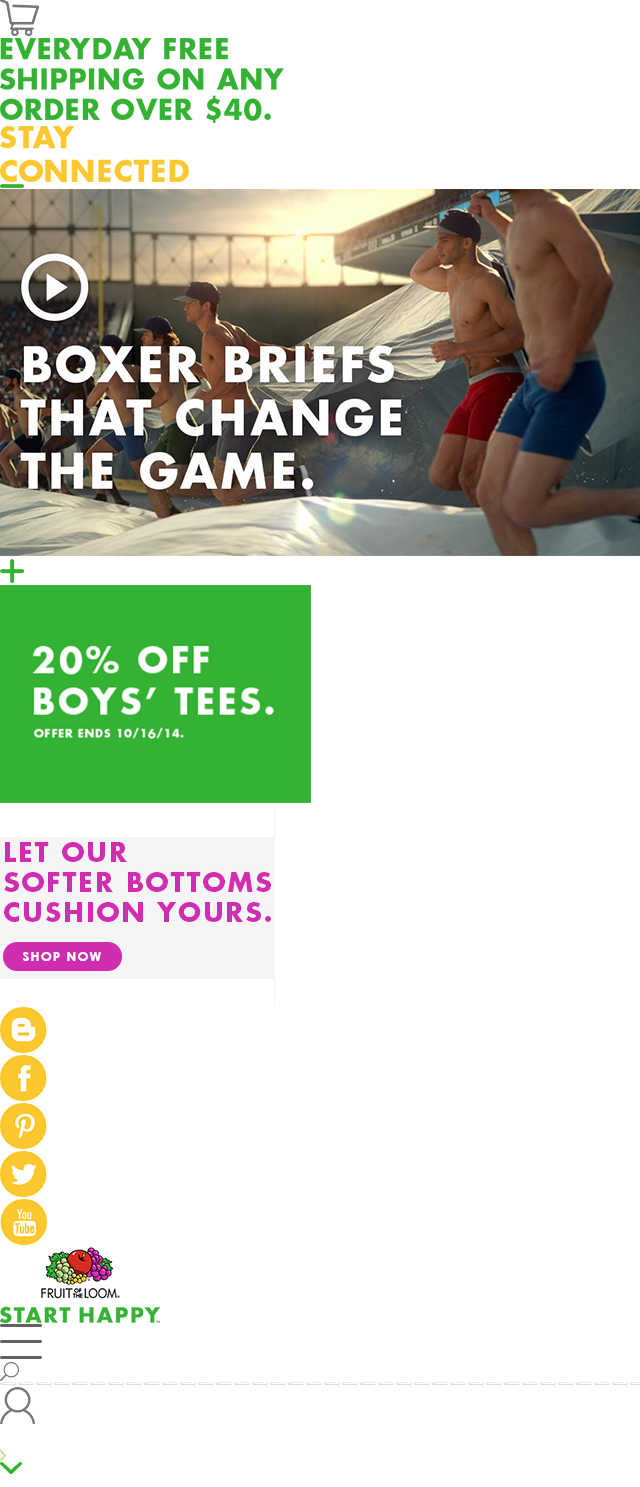 EVERYDAY FREE
SHIPPING ON ANY
ORDER OVER $40.
STAY
CONNECTED
BOXER BRIEFS
THAT CHANGE
THE GAME.
20% OFF
BOYS' TEES.
OFFER ENDS 10/16/14.
LET OUR
SOFTER BOTTOMS
CUSHION YOURS.
SHOP NOW
You
Tube
FRUIT OF THE LOOM.
START HAPPY™